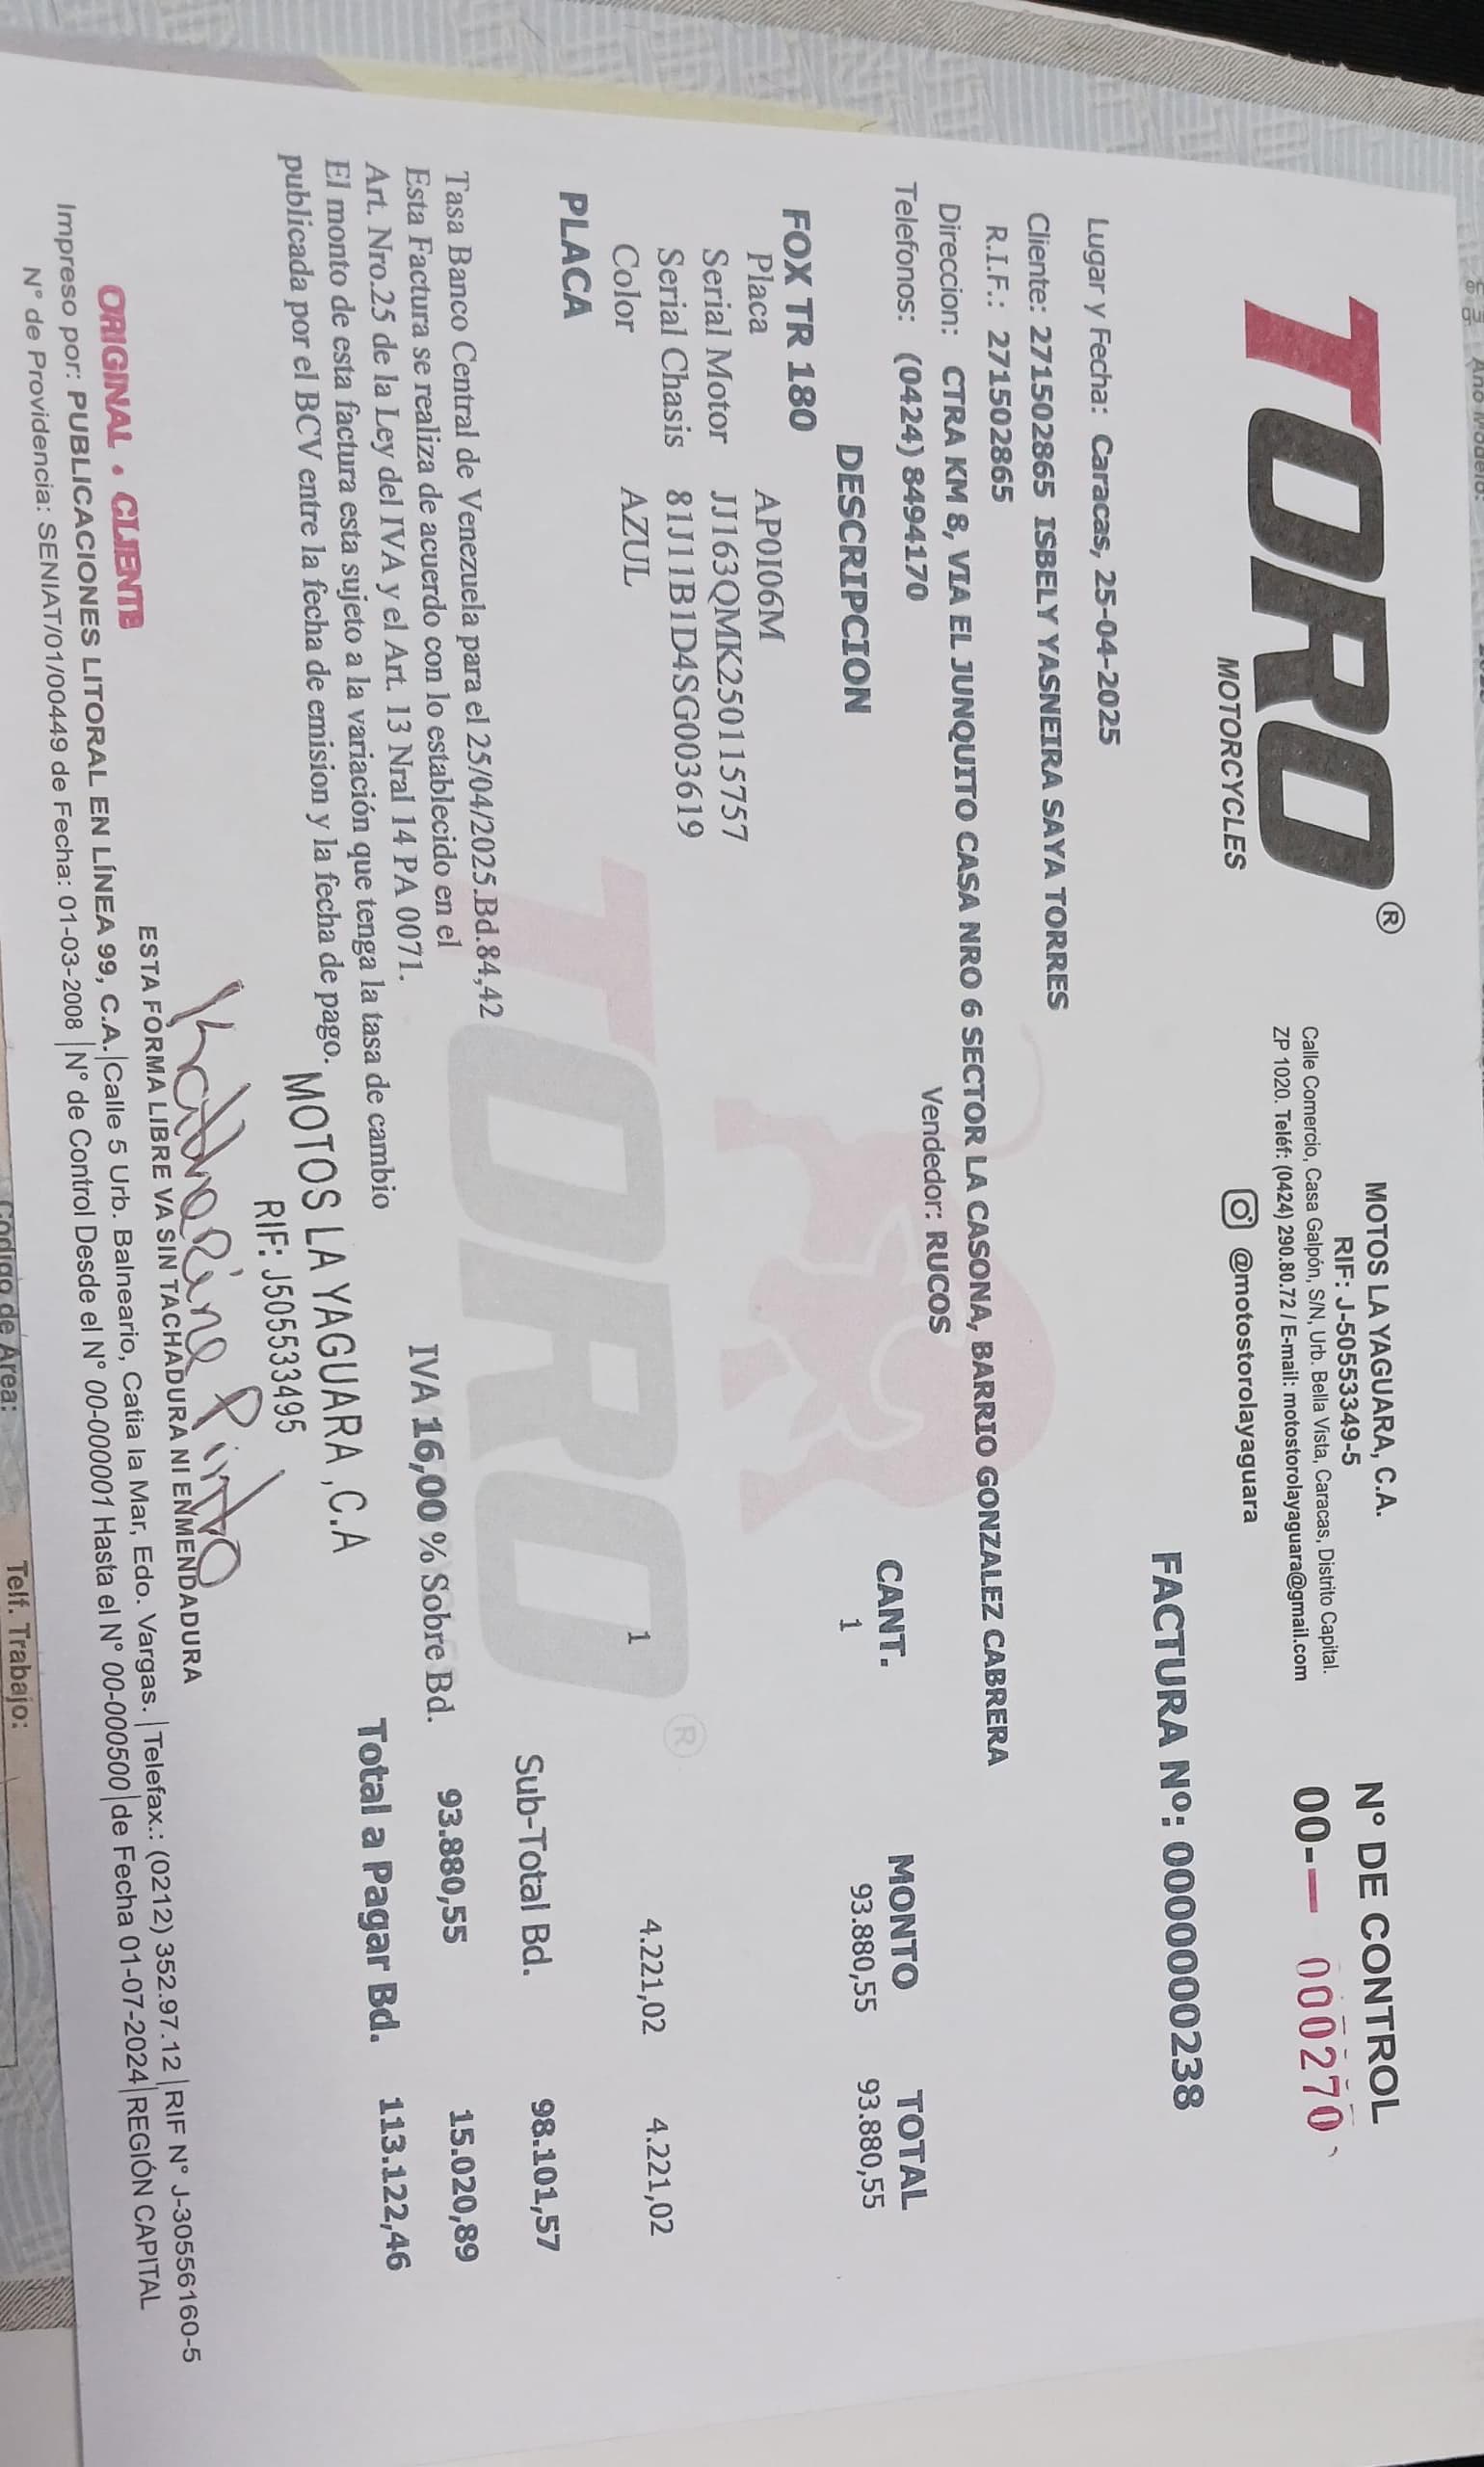 TORO®
MOTORCYCLES
MOTOS LA YAGUARA, C.A.
RIF: J-50553349-5
Calle Comercio, Casa Galpón, S/N, Urb. Bella Vista, Caracas, Distrito Capital.
ZP 1020. Teléf: (0424) 290.80.72 / E-mail: motostorolayaguara@gmail.com
@motostorolayaguara
N° DE CONTROL
00- 000270
FACTURA Nº: 0000000238
Lugar y Fecha: Caracas, 25-04-2025
Cliente: 271502865 ISBELY YASNEIRA SAYA TORRES
R.I.F.: 271502865
Direccion: CTRA KM 8, VIA EL JUNQUITO CASA NRO 6 SECTOR LA CASONA, BARRIO GONZALEZ CABRERA
Telefonos: (0424) 8494170 Vendedor: RUCOS
DESCRIPCION CANT. MONTO TOTAL
FOX TR 180 1 93.880,55 93.880,55
Placa AP0I06M
Serial Motor JJ163QMK250115757
Serial Chasis 81J11B1D4SG003619
Color AZUL
PLACA 1 4.221,02 4.221,02
TORO®
Sub-Total Bd. 98.101,57
Tasa Banco Central de Venezuela para el 25/04/2025.Bd.84,42
Esta Factura se realiza de acuerdo con lo establecido en el
IVA 16,00 % Sobre Bd. 93.880,55 15.020,89
Art. Nro.25 de la Ley del IVA y el Art. 13 Nral 14 PA 0071.
El monto de esta factura esta sujeto a la variación que tenga la tasa de cambio
Total a Pagar Bd. 113.122,46
publicada por el BCV entre la fecha de emision y la fecha de pago.
MOTOS LA YAGUARA ,C.A
RIF: J505533495
Katherine Pinto
ESTA FORMA LIBRE VA SIN TACHADURA NI ENMENDADURA
ORIGINAL • CLIENTE
Impreso por: PUBLICACIONES LITORAL EN LÍNEA 99, C.A.|Calle 5 Urb. Balneario, Catia la Mar, Edo. Vargas.|Telefax.: (0212) 352.97.12|RIF N° J-30556160-5
N° de Providencia: SENIAT/01/00449 de Fecha: 01-03-2008|N° de Control Desde el N° 00-000001 Hasta el N° 00-000500|de Fecha 01-07-2024|REGIÓN CAPITAL
Código de Area:
Telf. Trabajo: